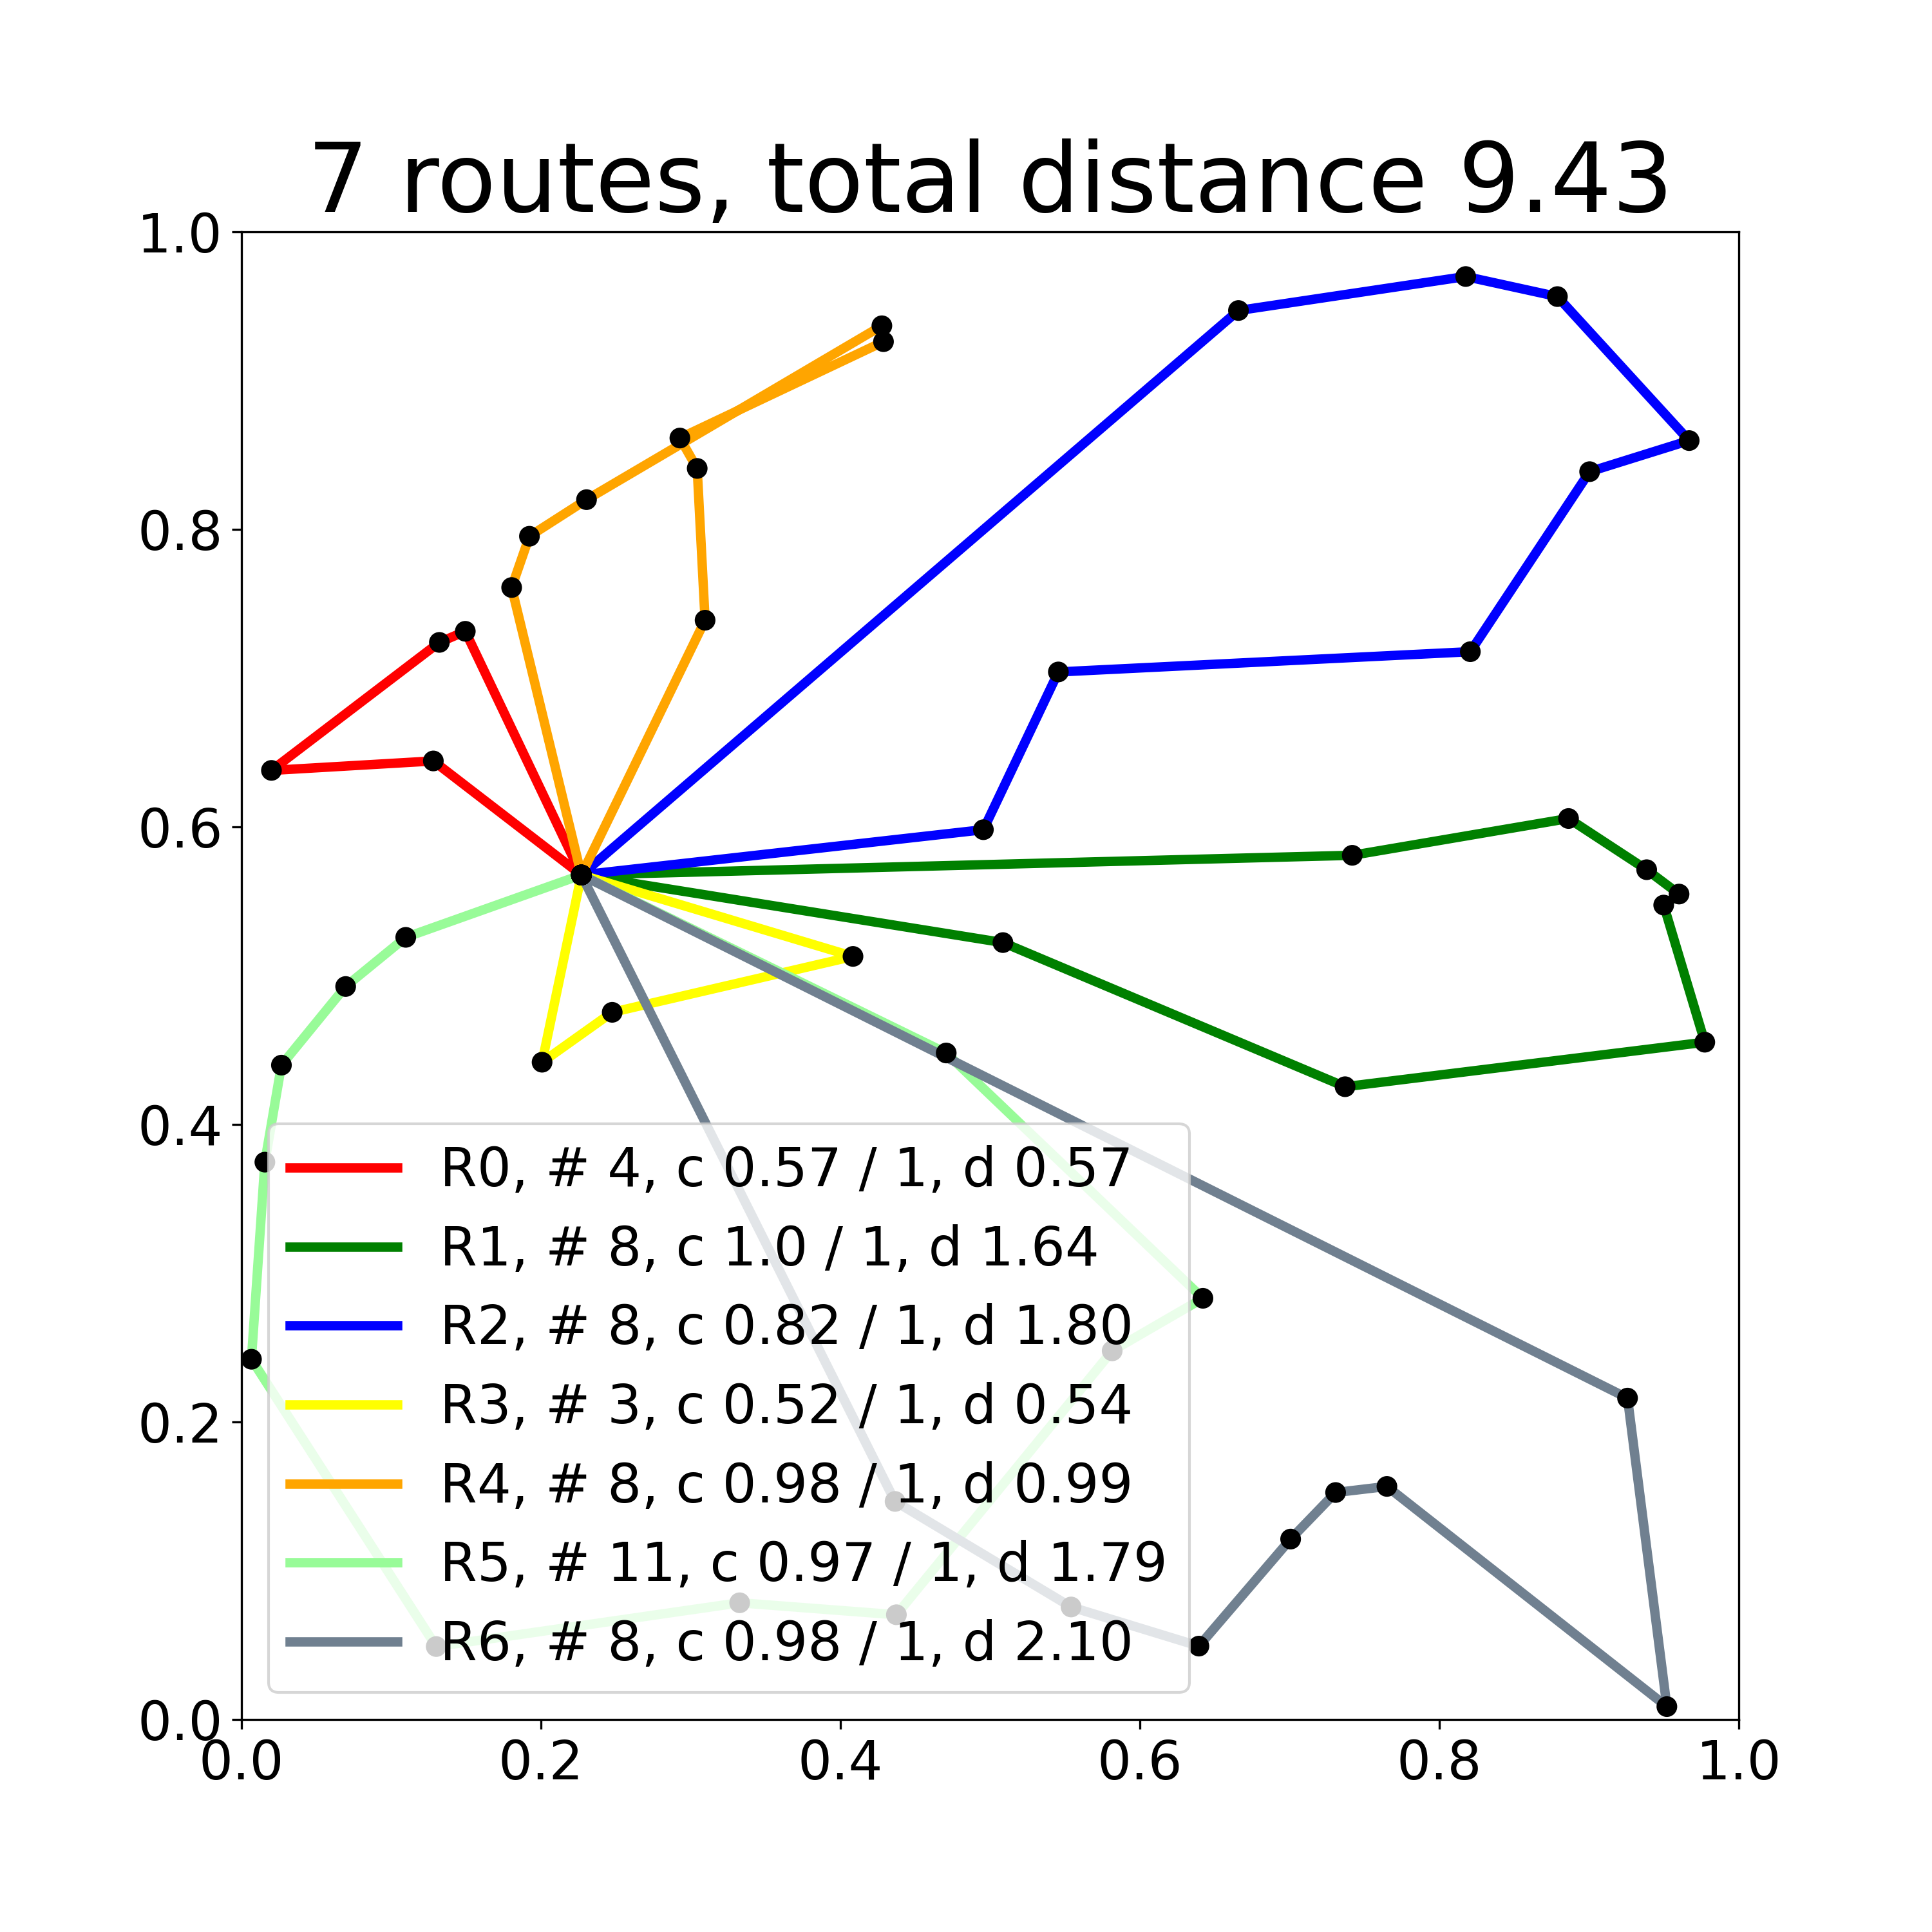 7 routes, total distance 9.43
1.0
0.8
0.6
0.4
0.2
0.0
R0, # 4, c 0.57 / 1, d 0.57
R1, # 8, c 1.0 / 1, d 1.64
R2, # 8, c 0.82 / 1, d 1.80
R3, # 3, c 0.52 / 1, d 0.54
R4, # 8, c 0.98 / 1, d 0.99
R5, # 11, c 0.97 / 1, d 1.79
R6, # 8, c 0.98 / 1, d 2.10
0.0 0.2 0.4 0.6 0.8 1.0